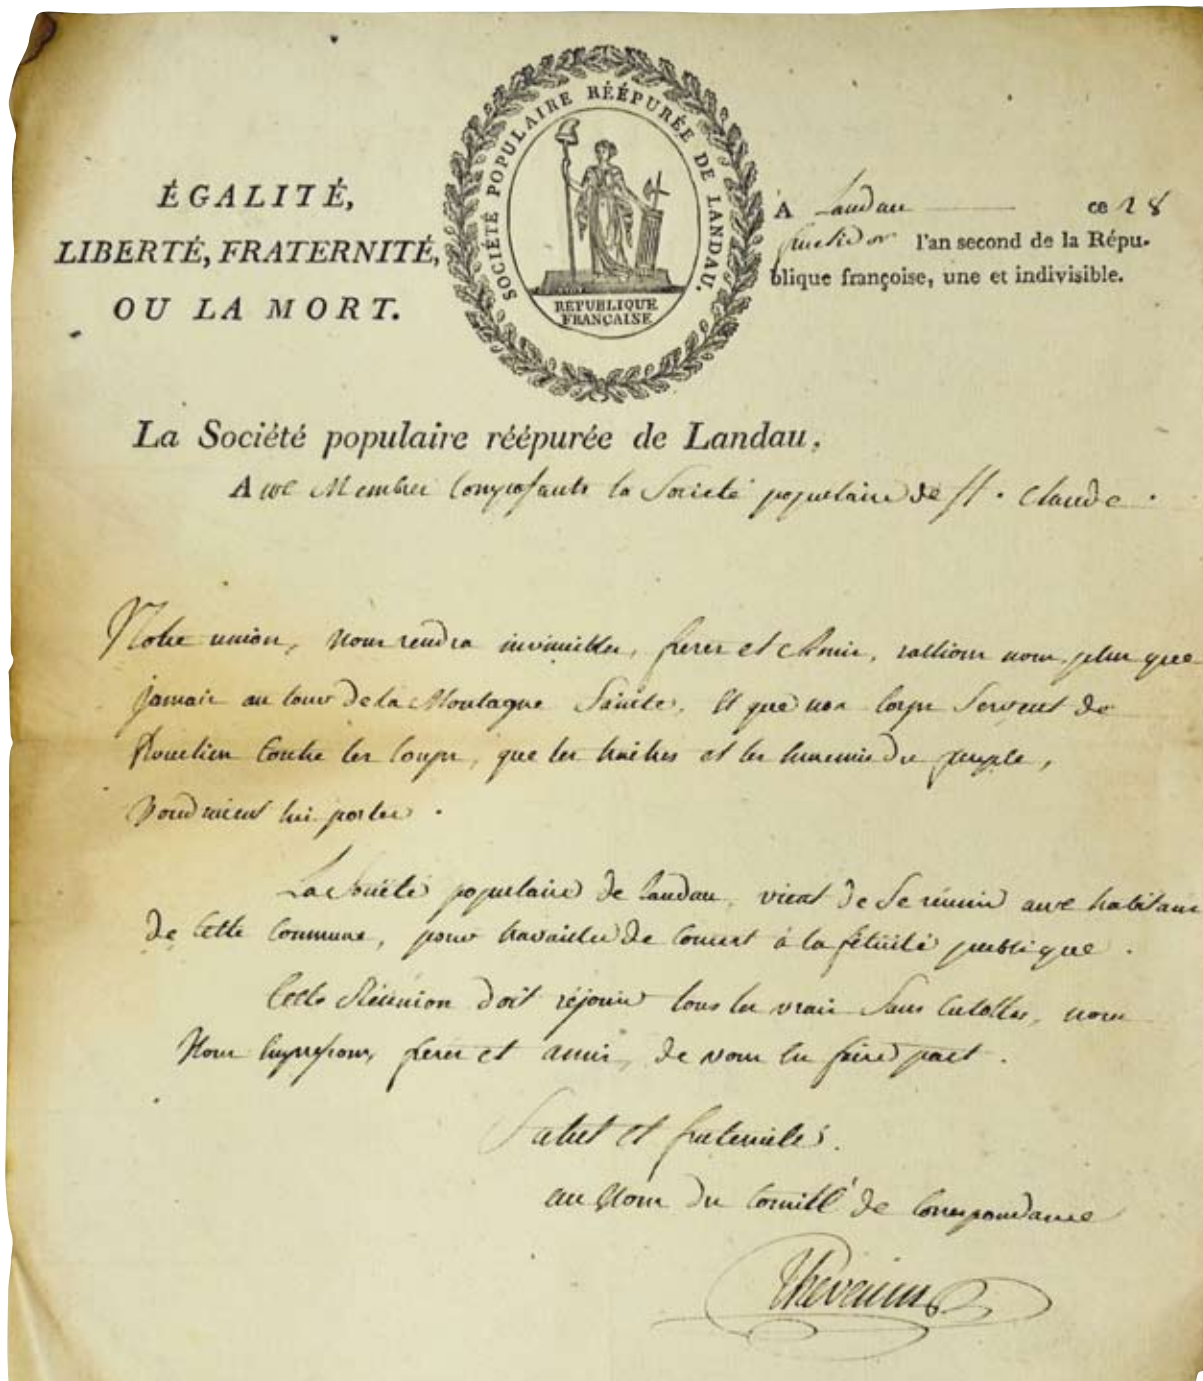 ÉGALITÉ,
LIBERTÉ, FRATERNITÉ,
OU LA MORT.
SOCIÉTÉ POPULAIRE RÉÉPURÉE DE LANDAU.
REPUBLIQUE
FRANÇAISE
A Landau ce 28
fructidor l'an second de la Répu-
blique françoise, une et indivisible.
La Société populaire réépurée de Landau,
Aux Membres Composants la Société populaire de St. Claude.
Notre union, nous rendra invincibles, freres et Amis, rallions nous plus que
jamais au tour de la Montagne Sainte, Et que nos Corps Servent de
Contre les Coups, que les traitres et les Ennemis du peuple,
Voudroient lui porter.
La Société populaire de Landau, vient de Se réunir aux habitans
de Cette Commune, pour travailler de Concert à la félicité publique.
Cette Réunion doit réjouir tous les vrais Sans Culottes, nous
Nous Empressons, freres et amis, de vous En faire part.
Salut et fraternité.
au Nom du Comité de Correspondance
Thevenin